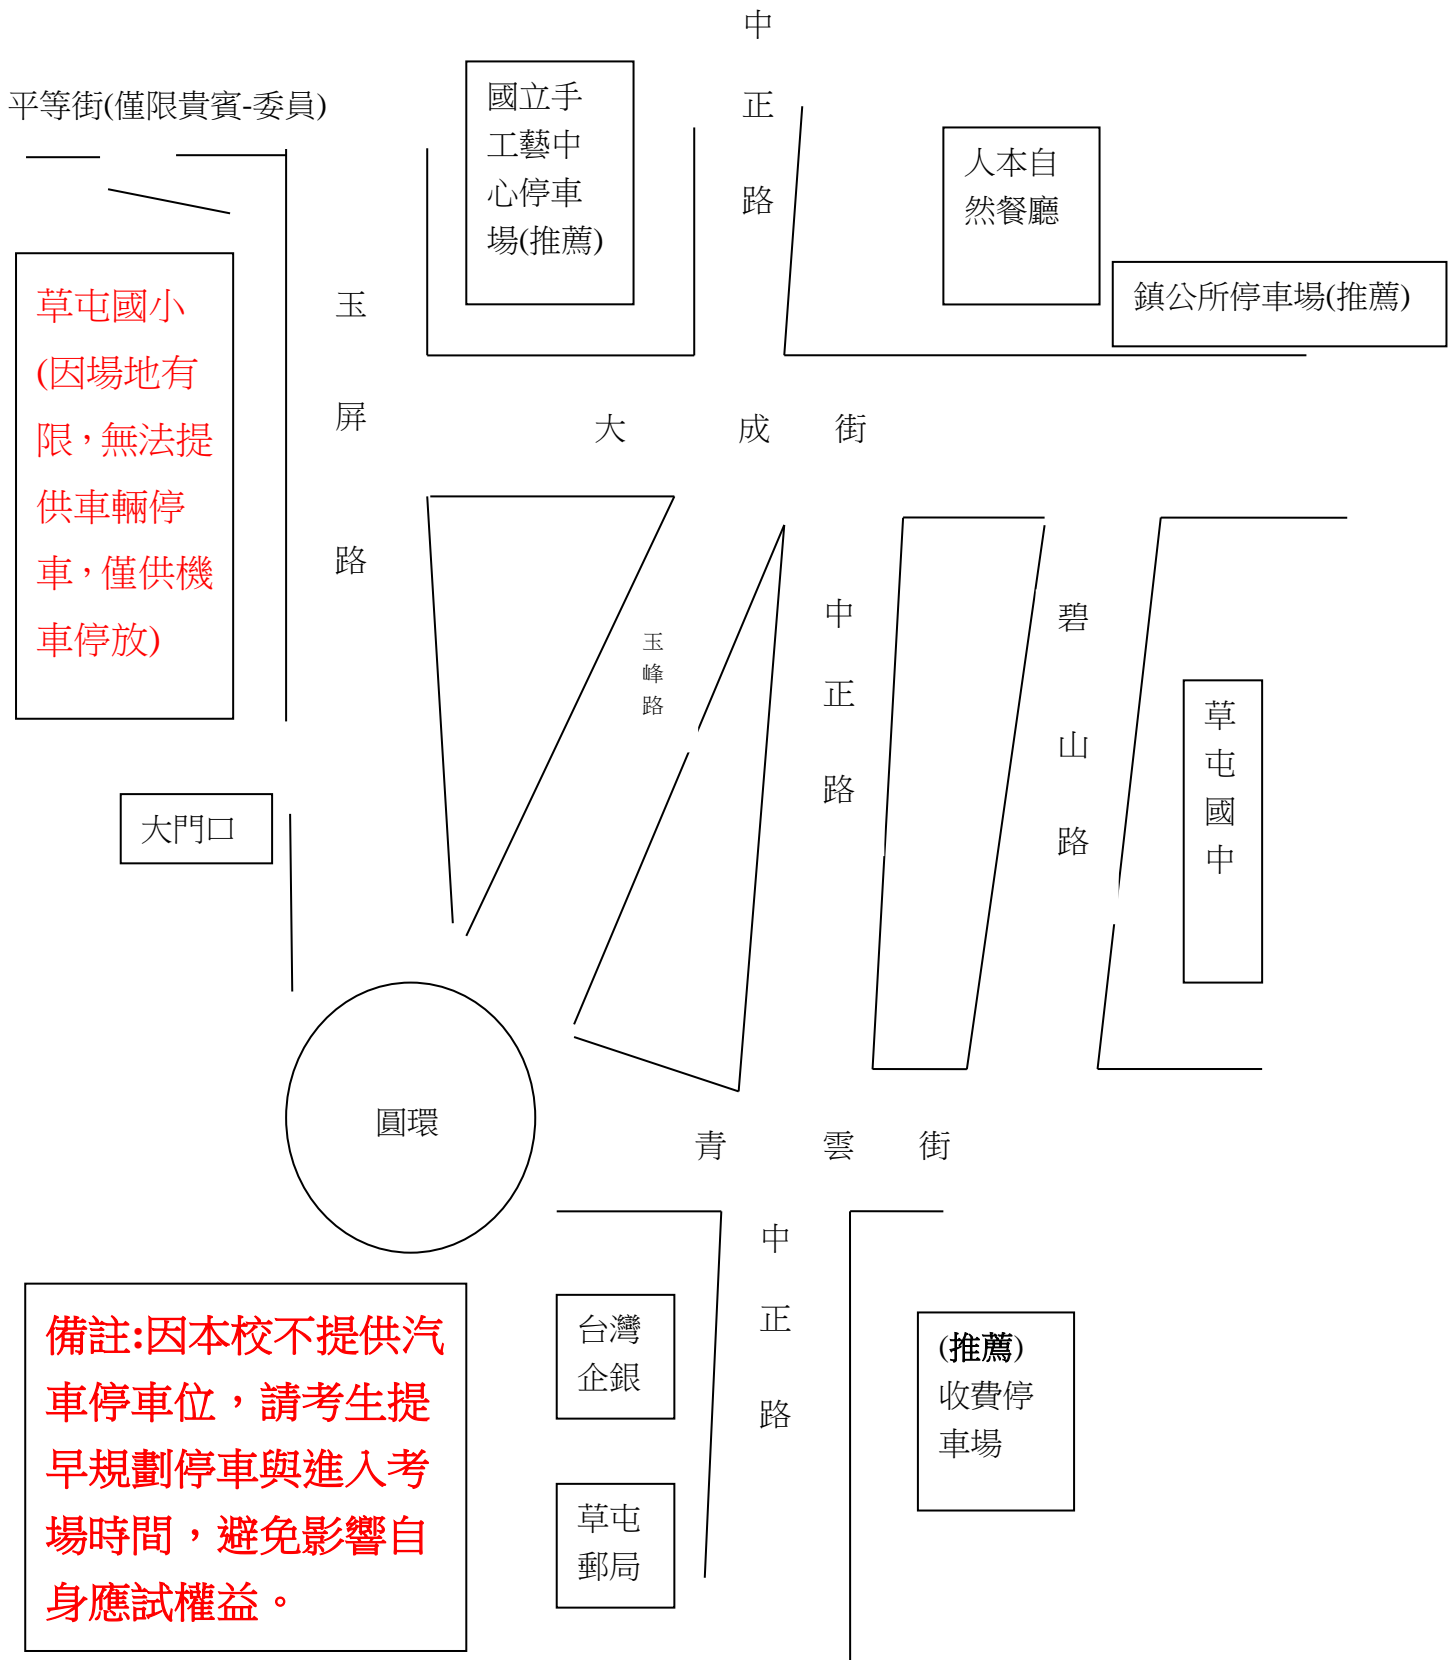 中正路
平等街(僅限貴賓-委員)
國立手
工藝中
心停車
場(推薦)
人本自
然餐廳
鎮公所停車場(推薦)
草屯國小
(因場地有
限，無法提
供車輛停
車，僅供機
車停放)
玉屏路
大成街
玉峰路
中正路
碧山路
草屯國中
大門口
圓環
青雲街
中正路
備註:因本校不提供汽
車停車位，請考生提
早規劃停車與進入考
場時間，避免影響自
身應試權益。
台灣
企銀
草屯
郵局
(推薦)
收費停
車場